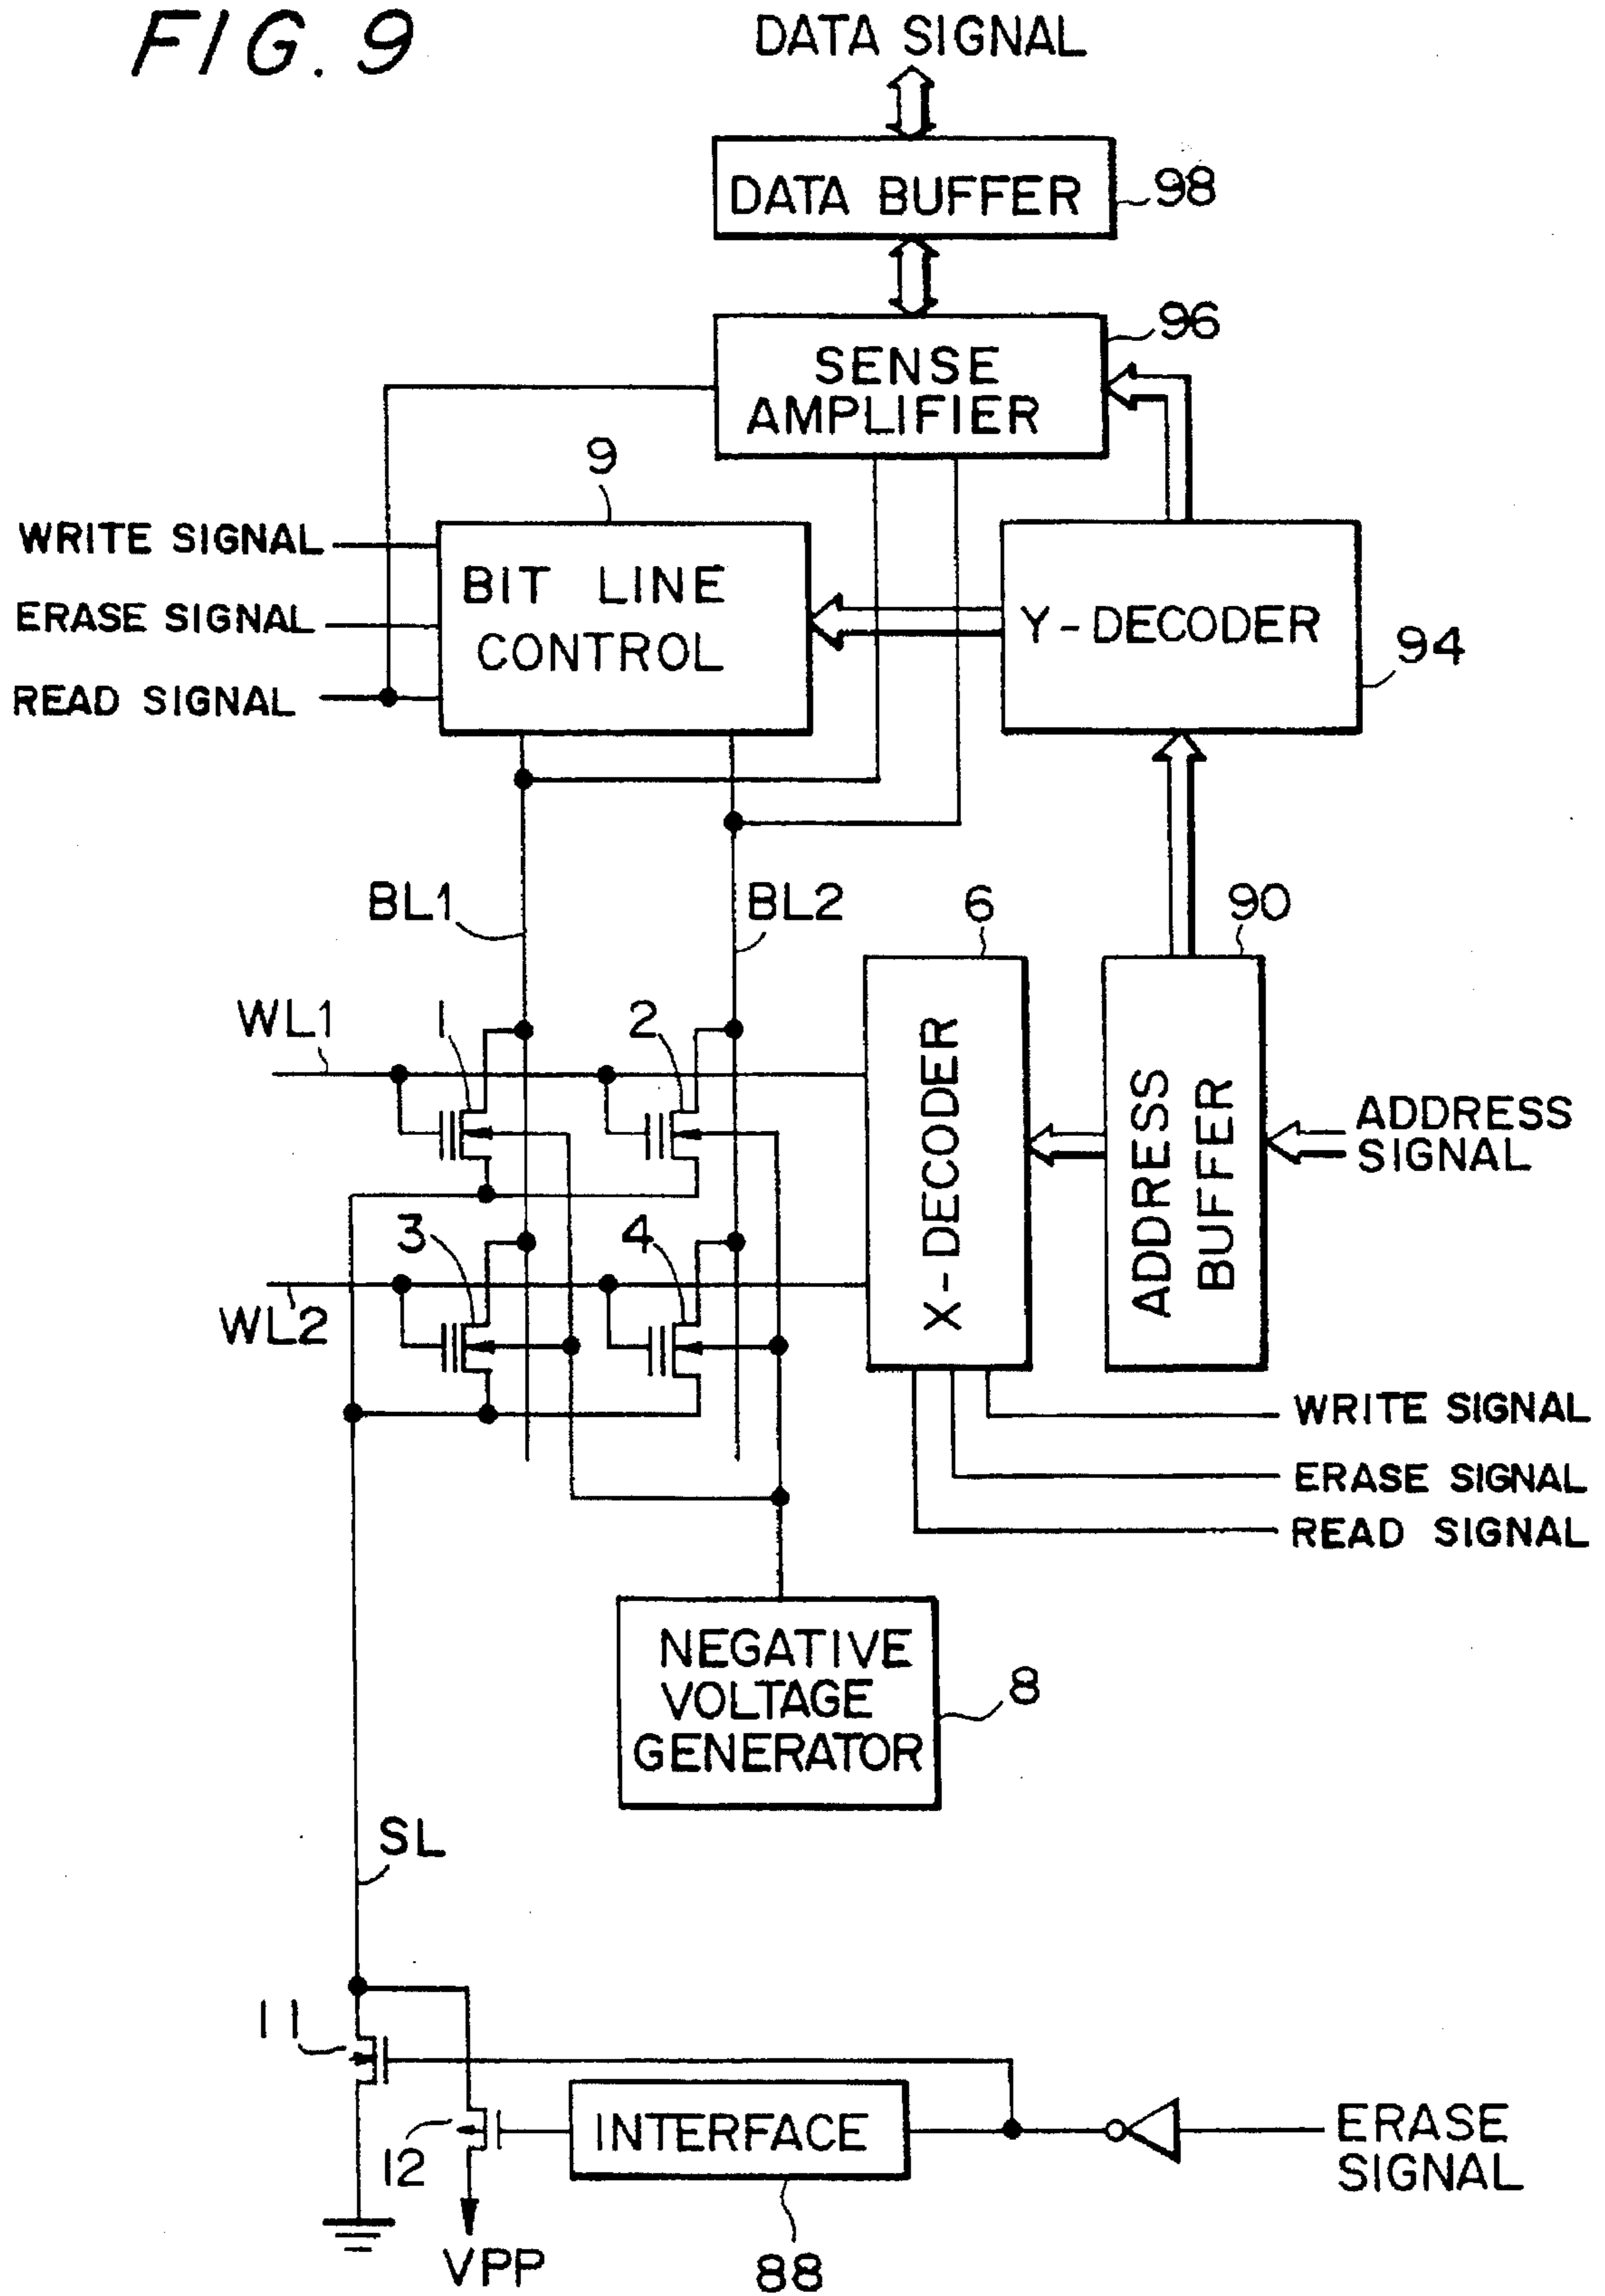 FIG. 9
DATA SIGNAL
DATA BUFFER
98
SENSE
AMPLIFIER
96
9
WRITE SIGNAL
ERASE SIGNAL
READ SIGNAL
BIT LINE
CONTROL
Y-DECODER
94
BL1
BL2
6
90
WL1
1
2
X-DECODER
ADDRESS
BUFFER
ADDRESS
SIGNAL
3
4
WL2
WRITE SIGNAL
ERASE SIGNAL
READ SIGNAL
NEGATIVE
VOLTAGE
GENERATOR
8
SL
11
12
INTERFACE
ERASE
SIGNAL
VPP
88